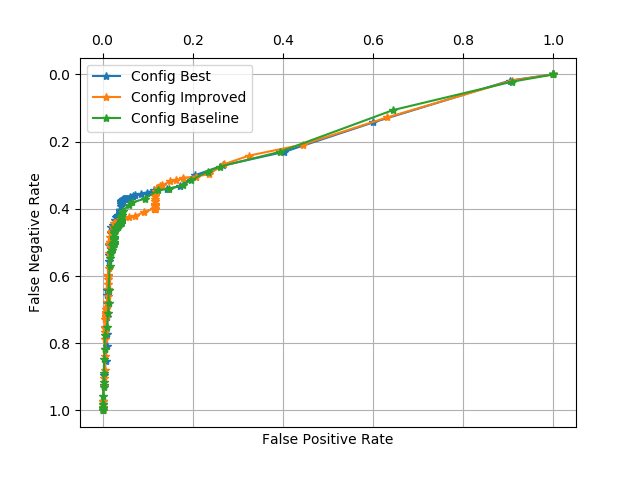 0.0 0.2 0.4 0.6 0.8 1.0
Config Best
Config Improved
Config Baseline
0.0
0.2
0.4
0.6
0.8
1.0
False Negative Rate
False Positive Rate